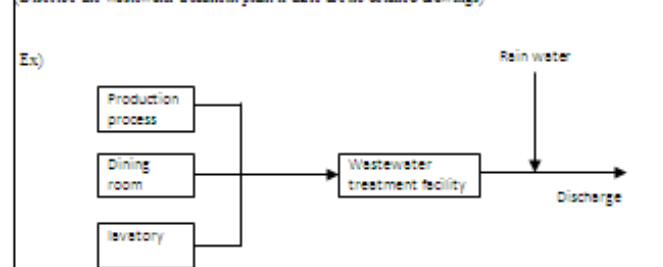 Ex)
Rain water
Production
process
Dining
room
Wastewater
treatment facility
Discharge
lavatory